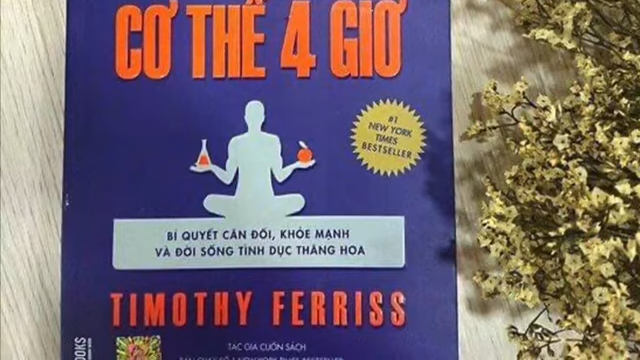 CƠ THỂ 4 GIỜ
#1
NEW YORK
TIMES
BESTSELLER
BÍ QUYẾT CÂN ĐỐI, KHỎE MẠNH
VÀ ĐỜI SỐNG TÌNH DỤC THĂNG HOA
TIMOTHY FERRISS
TÁC GIẢ CUỐN SÁCH
BOOKS